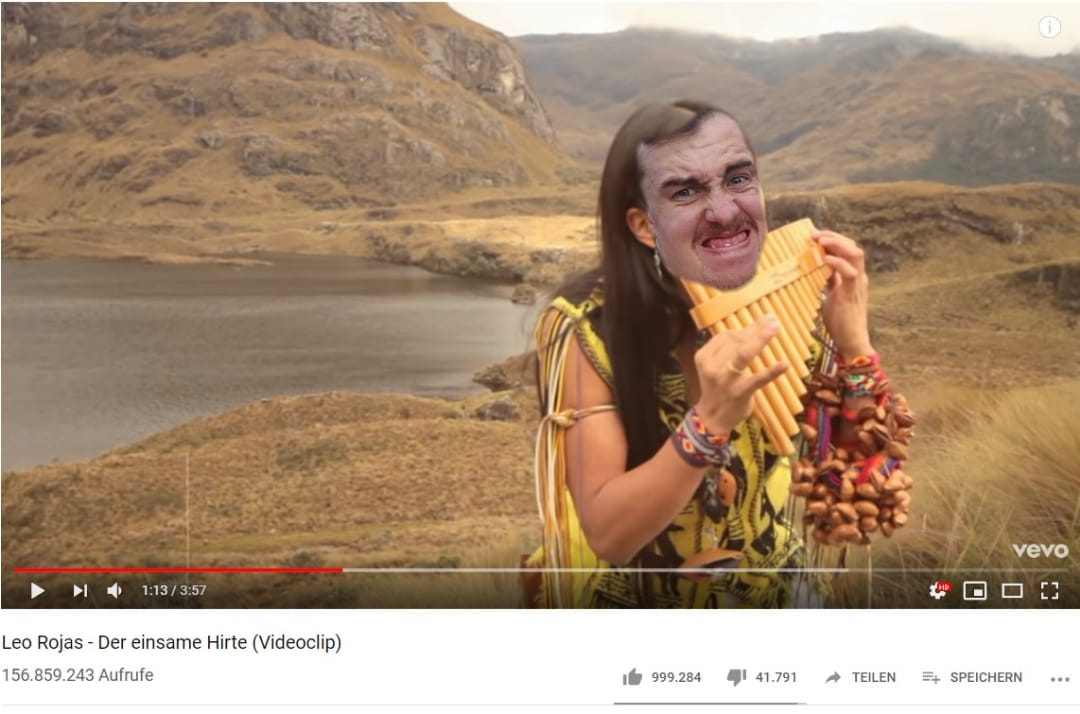 vevo
1:13 / 3:57
HD
Leo Rojas - Der einsame Hirte (Videoclip)
156.859.243 Aufrufe
999.284
41.791
TEILEN
SPEICHERN